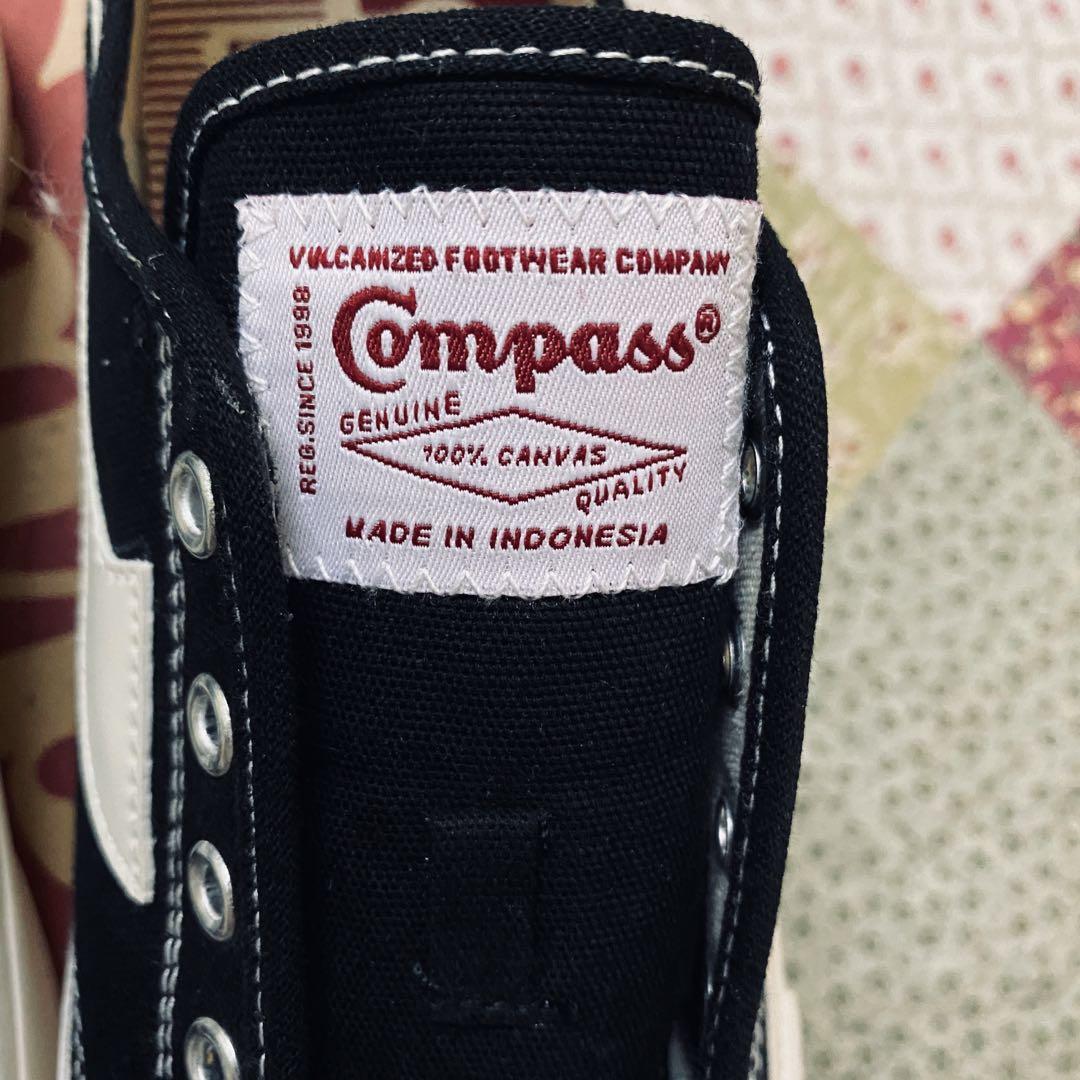 VULCANIZED FOOTWEAR COMPANY
Compass®
REG. SINCE 1998
GENUINE
100% CANVAS
QUALITY
MADE IN INDONESIA